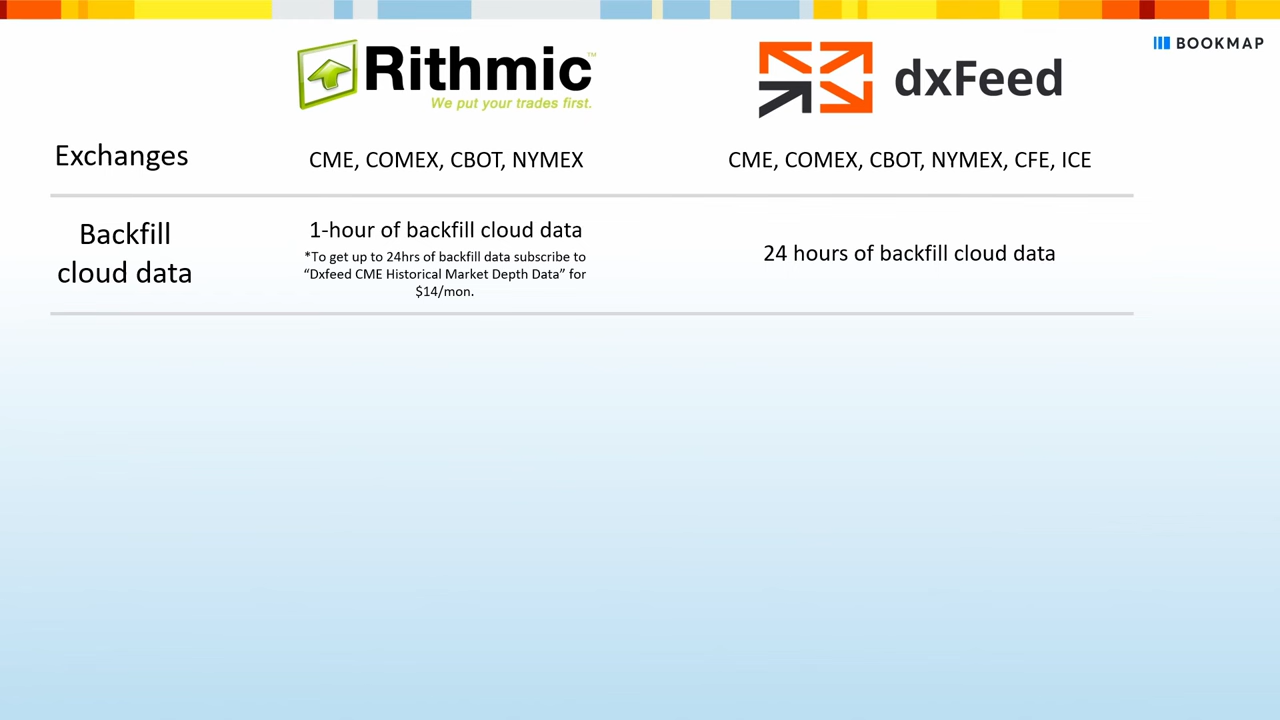 Rithmic™
We put your trades first.
dxFeed
BOOKMAP
Exchanges
CME, COMEX, CBOT, NYMEX
CME, COMEX, CBOT, NYMEX, CFE, ICE
Backfill
cloud data
1-hour of backfill cloud data
*To get up to 24hrs of backfill data subscribe to
“Dxfeed CME Historical Market Depth Data” for
$14/mon.
24 hours of backfill cloud data